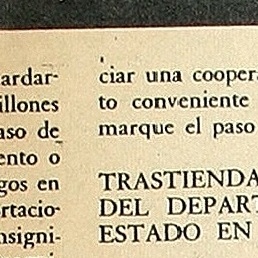 ardar-
illones
aso de
ento o
gos en
rtacio-
nsigni-
ciar una coopera
to conveniente
marque el paso
TRASTIENDA
DEL DEPART
ESTADO EN